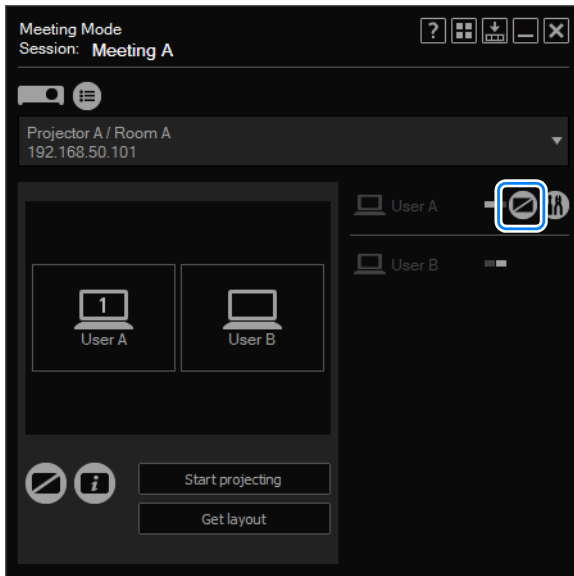 Meeting Mode
Session: Meeting A
?
Projector A / Room A
192.168.50.101
User A
User B
1
User A
User B
i
Start projecting
Get layout